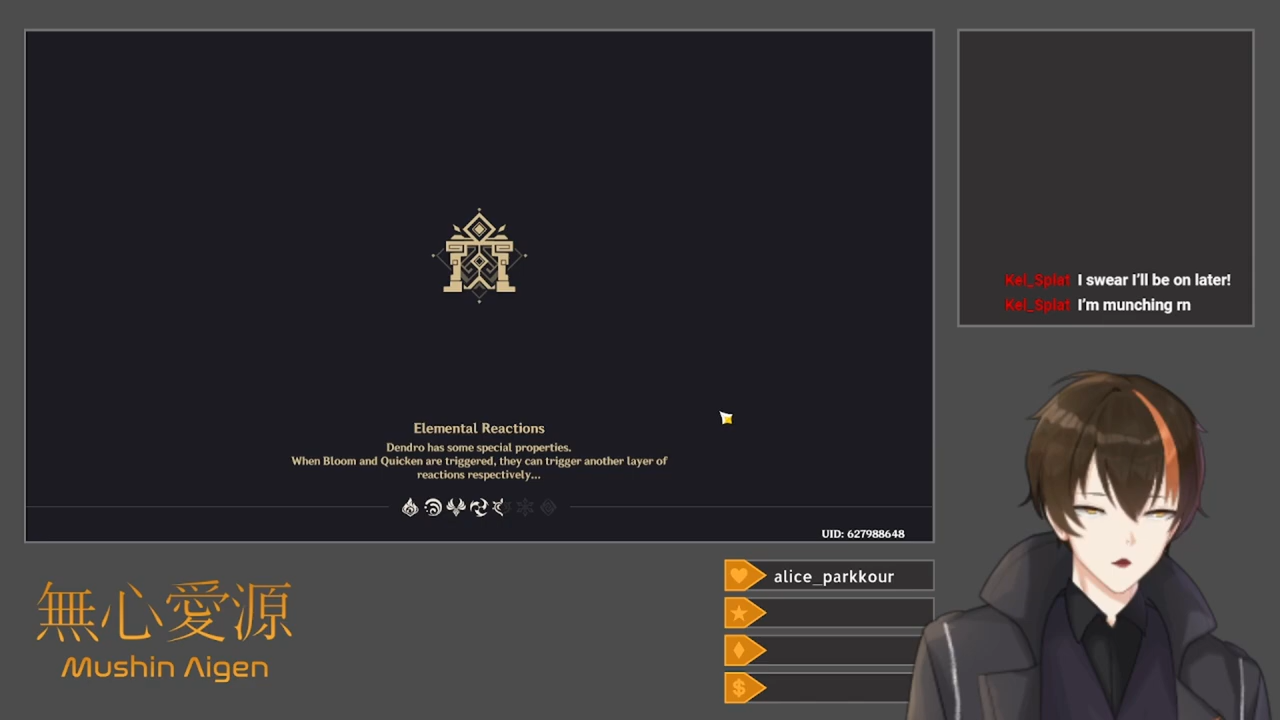 Kel_Splat I swear I'll be on later!
Kel_Splat I'm munching rn
Elemental Reactions
Dendro has some special properties.
When Bloom and Quicken are triggered, they can trigger another layer of
reactions respectively...
UID: 627988648
alice_parkkour
無心愛源
Mushin Aigen